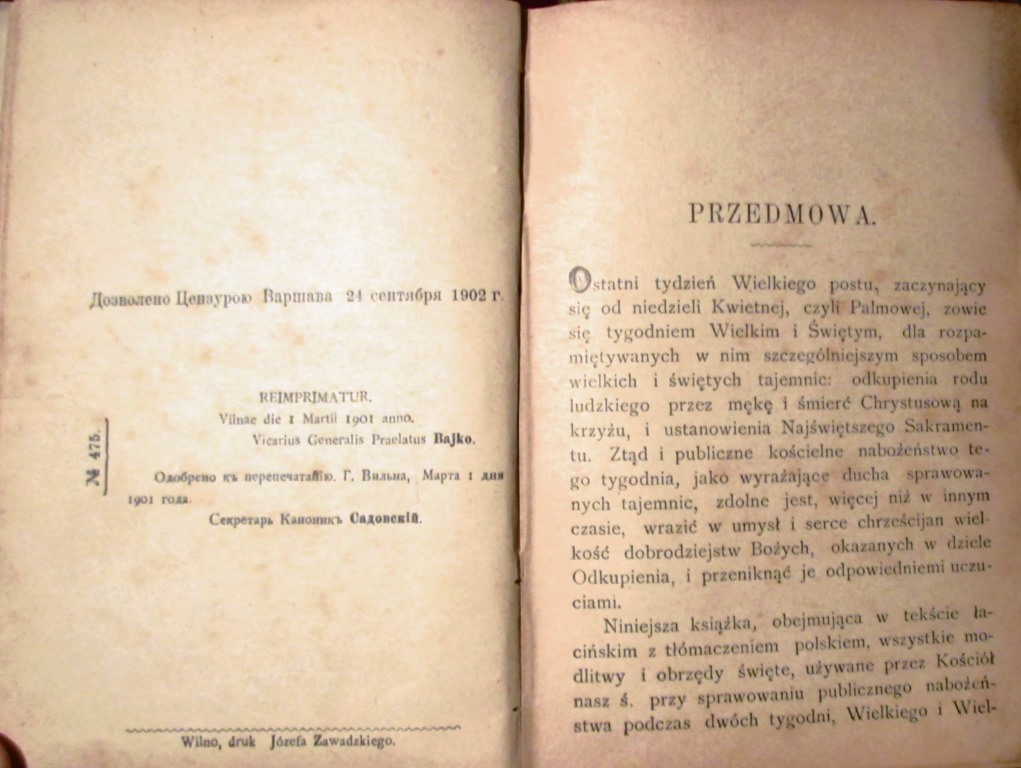 Дозволено Цензурою Варшава 24 сентября 1902 г.
REIMPRIMATUR.
Vilnae die 1 Martii 1901 anno.
Vicarius Generalis Praelatus Bajko.
№ 475.
Одобрено къ перепечатанію. Г. Вильна, Марта 1 дня
1901 года.
Секретарь Каноникъ Садовскій.
Wilno, druk Józefa Zawadzkiego.
PRZEDMOWA.
Ostatni tydzień Wielkiego postu, zaczynający
się od niedzieli Kwietnej, czyli Palmowej, zowie
się tygodniem Wielkim i Świętym, dla rozpa-
miętywanych w nim szczególniejszym sposobem
wielkich i świętych tajemnic: odkupienia rodu
ludzkiego przez mękę i śmierć Chrystusową na
krzyżu, i ustanowienia Najświętszego Sakramen-
tu. Ztąd i publiczne kościelne nabożeństwo te-
go tygodnia, jako wyrażające ducha sprawowa-
nych tajemnic, zdolne jest, więcej niż w innym
czasie, wrazić w umysł i serce chrześcijan wiel-
kość dobrodziejstw Bożych, okazanych w dziele
Odkupienia, i przeniknąć je odpowiedniemi uczu-
ciami.
Niniejsza książka, obejmująca w tekście ła-
cińskim z tłómaczeniem polskiem, wszystkie mo-
dlitwy i obrzędy święte, używane przez Kościół
nasz ś. przy sprawowaniu publicznego nabożeń-
stwa podczas dwóch tygodni, Wielkiego i Wiel-